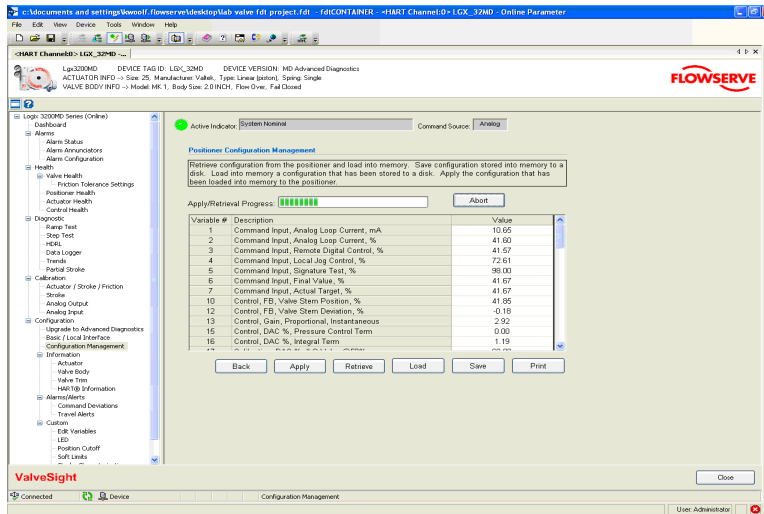 c:\documents and settings\kwoolf.flowserve\desktop\lab valve fdt project.fdt - fdtCONTAINER - <HART Channel:0> LGX_32MD - Online Parameter
File Edit View Device Tools Window Help
<HART Channel:0> LGX_32MD -...
Lgx3200MD DEVICE TAG ID: LGX_32MD DEVICE VERSION: MD Advanced Diagnostics
ACTUATOR INFO --> Size: 25, Manufacturer: Valtek, Type: Linear (piston), Spring: Single
VALVE BODY INFO --> Model: MK 1, Body Size: 2.0 INCH, Flow Over, Fail Closed
FLOWSERVE
Logix 3200MD Series (Online)
Dashboard
Alarms
Alarm Status
Alarm Annunciators
Alarm Configuration
Health
Valve Health
Friction Tolerance Settings
Positioner Health
Actuator Health
Control Health
Diagnostic
Ramp Test
Step Test
HDRL
Data Logger
Trends
Partial Stroke
Calibration
Actuator / Stroke / Friction
Stroke
Analog Output
Analog Input
Configuration
Upgrade to Advanced Diagnostics
Basic / Local Interface
Configuration Management
Information
Actuator
Valve Body
Valve Trim
HART® Information
Alarms/Alerts
Command Deviations
Travel Alerts
Custom
Edit Variables
LED
Position Cutoff
Soft Limits
Active Indicator: System Nominal Command Source: Analog
Positioner Configuration Management
Retrieve configuration from the positioner and load into memory. Save configuration stored into memory to a
disk. Load into memory a configuration that has been stored to a disk. Apply the configuration that has
been loaded into memory to the positioner.
Apply/Retrieval Progress: Abort
Variable # Description Value
1 Command Input, Analog Loop Current, mA 10.65
2 Command Input, Analog Loop Current, % 41.60
3 Command Input, Remote Digital Control, % 41.57
4 Command Input, Local Jog Control, % 72.61
5 Command Input, Signature Test, % 98.00
6 Command Input, Final Value, % 41.67
7 Command Input, Actual Target, % 41.67
10 Control, FB, Valve Stem Position, % 41.85
12 Control, FB, Valve Stem Deviation, % -0.18
13 Control, Gain, Proportional, Instantaneous 2.92
15 Control, DAC %, Pressure Control Term 0.00
16 Control, DAC %, Integral Term 1.19
Back Apply Retrieve Load Save Print
ValveSight
Close
Connected Device Configuration Management
User: Administrator